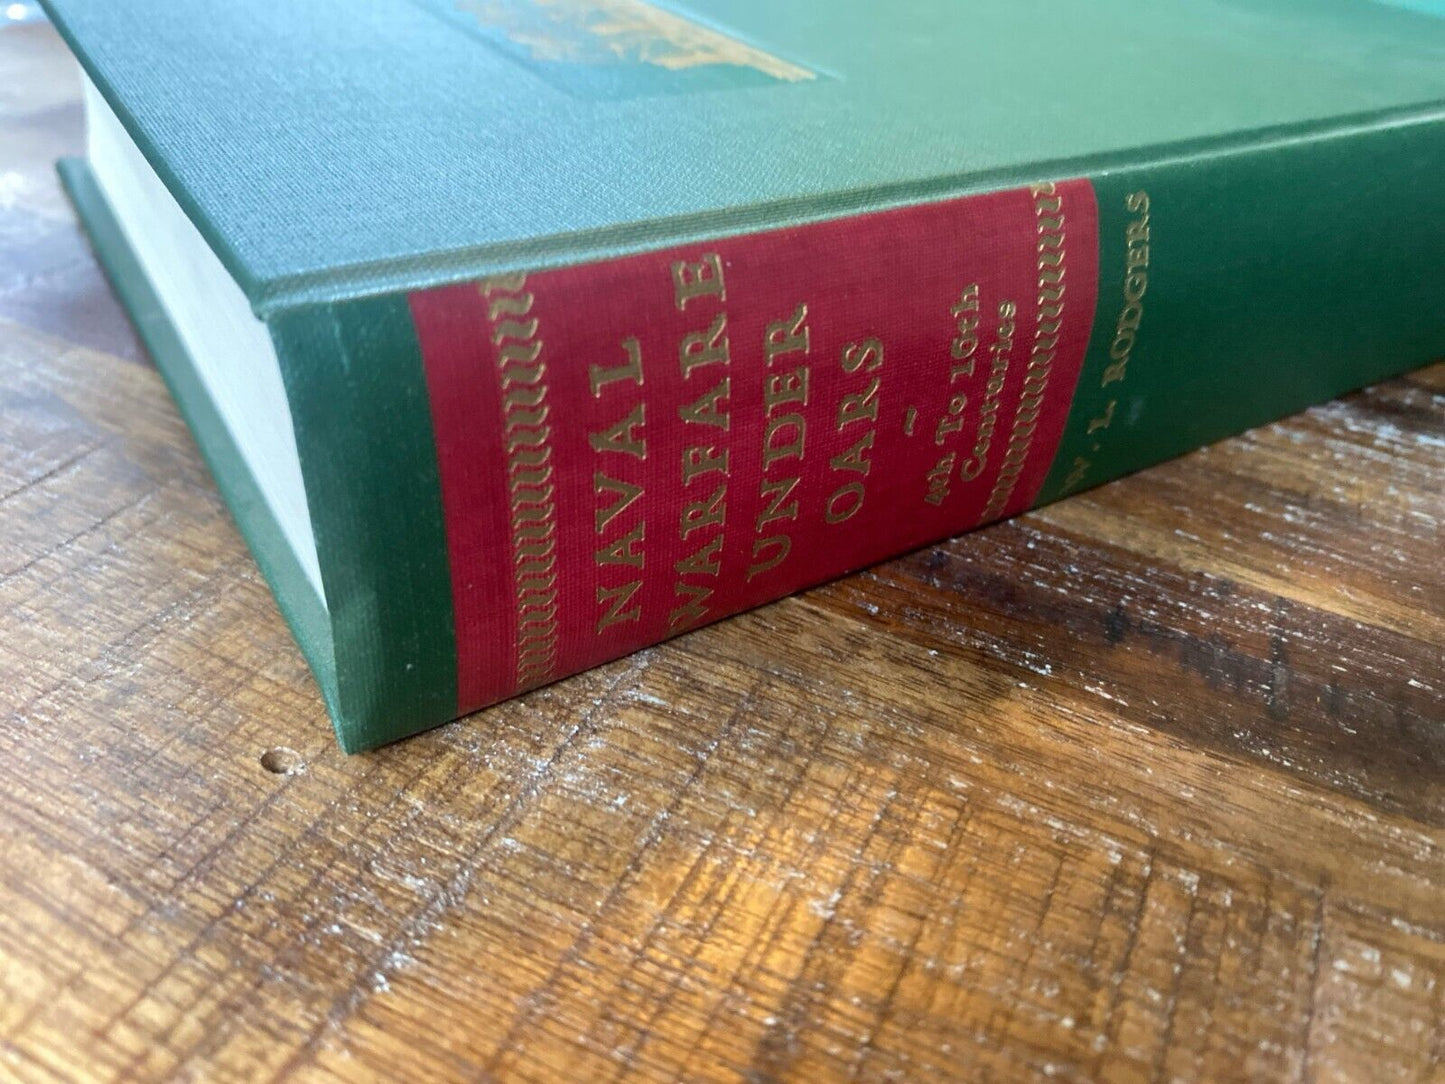 NAVAL
WARFARE
UNDER
OARS
-
4th To 16th
Centuries
W. L. RODGERS